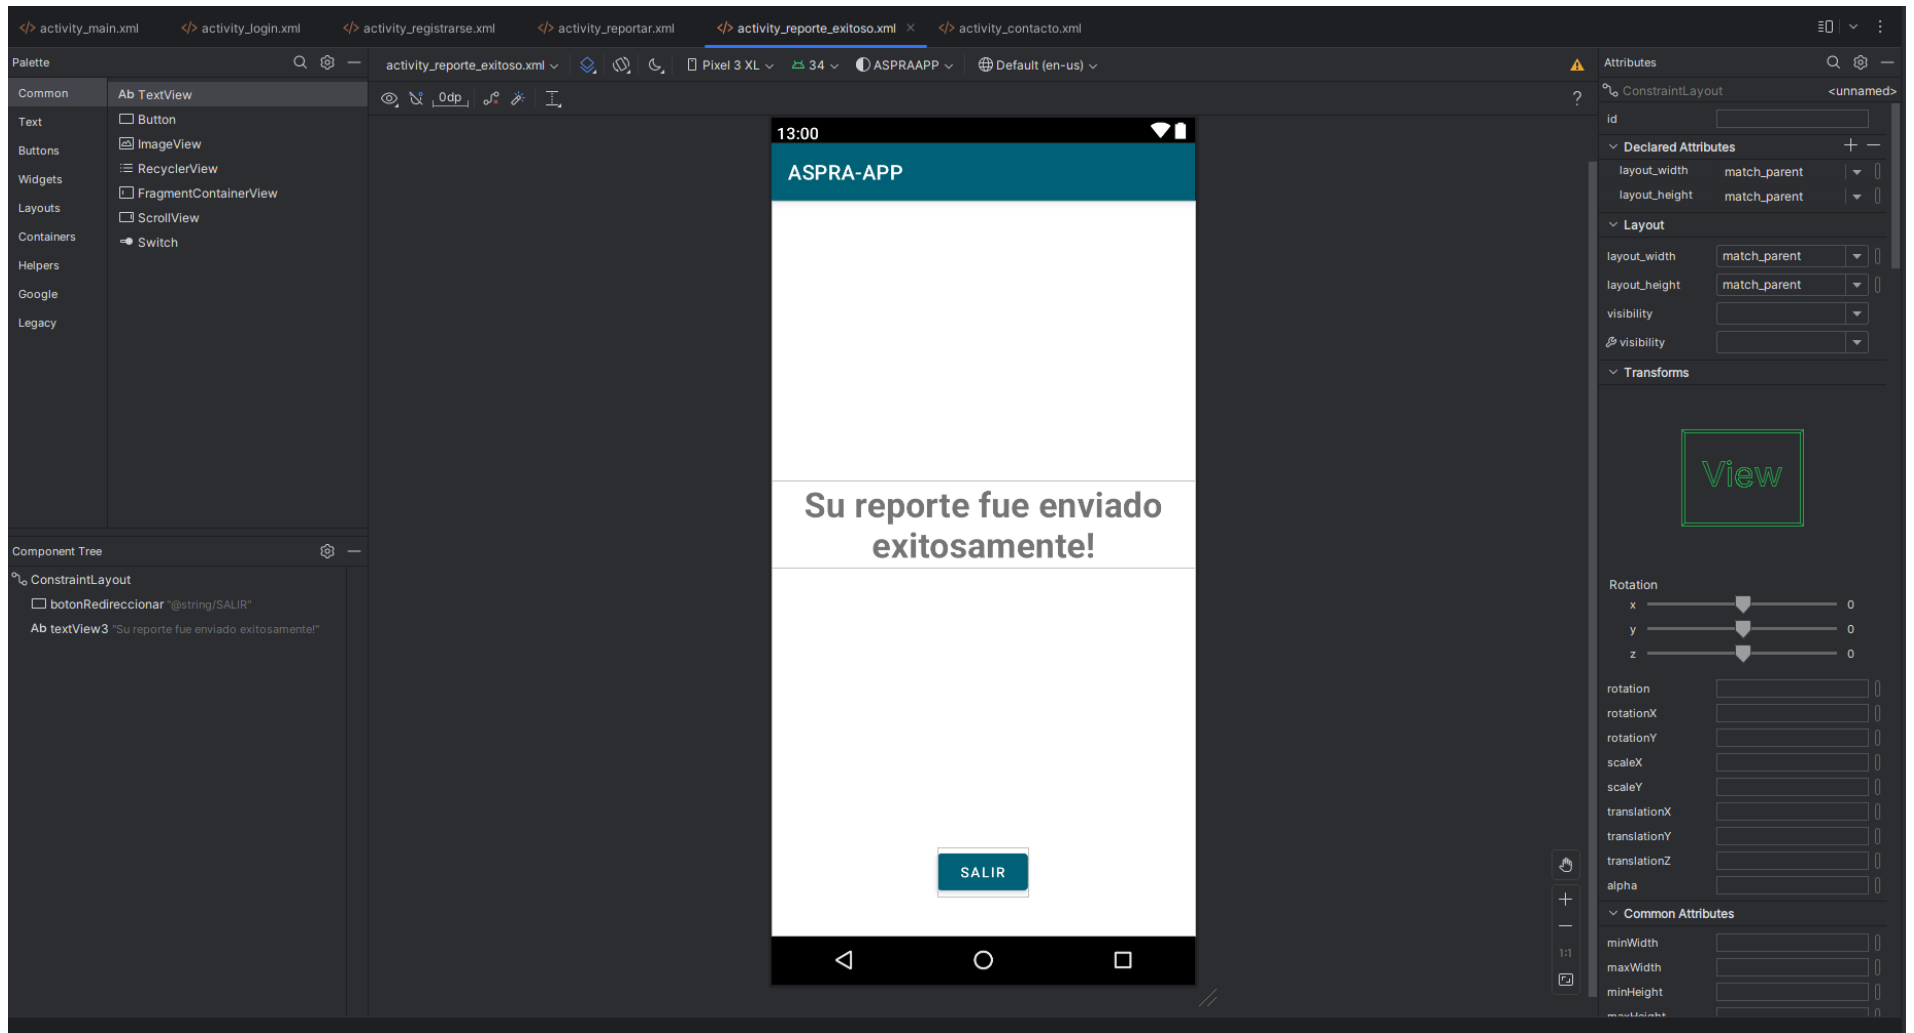 </> activity_main.xml </> activity_login.xml </> activity_registrarse.xml </> activity_reportar.xml </> activity_reporte_exitoso.xml </> activity_contacto.xml
Palette
Common
Text
Buttons
Widgets
Layouts
Containers
Helpers
Google
Legacy
Ab TextView
Button
ImageView
RecyclerView
FragmentContainerView
ScrollView
Switch
Component Tree
ConstraintLayout
botonRedireccionar "@string/SALIR"
Ab textView3 "Su reporte fue enviado exitosamente!"
activity_reporte_exitoso.xml Pixel 3 XL 34 ASPRAAPP Default (en-us)
0dp ?
13:00
ASPRA-APP
Su reporte fue enviado
exitosamente!
SALIR
1:1
Attributes
ConstraintLayout <unnamed>
id
Declared Attributes
layout_width match_parent
layout_height match_parent
Layout
layout_width match_parent
layout_height match_parent
visibility
visibility
Transforms
View
Rotation
x 0
y 0
z 0
rotation
rotationX
rotationY
scaleX
scaleY
translationX
translationY
translationZ
alpha
Common Attributes
minWidth
maxWidth
minHeight
maxHeight